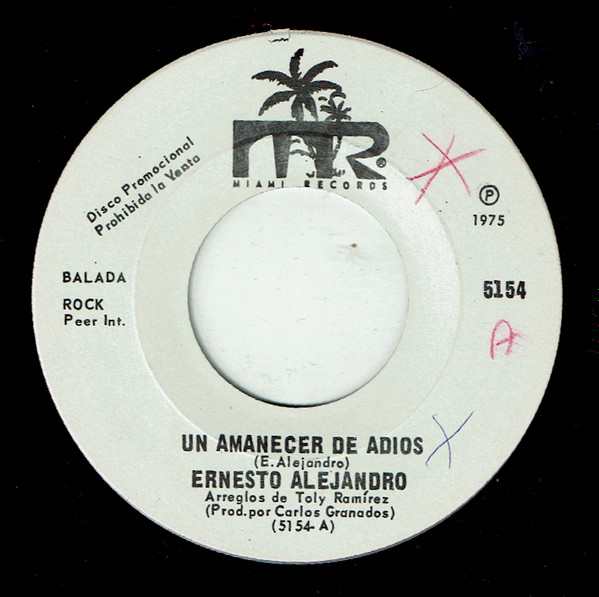 MR®
MIAMI RECORDS
Disco Promocional
Prohibida la Venta
Ⓟ
1975
BALADA
ROCK
Peer Int.
5154
A
UN AMANECER DE ADIOS
(E. Alejandro)
ERNESTO ALEJANDRO
Arreglos de Toly Ramírez
(Prod. por Carlos Granados)
(5154-A)